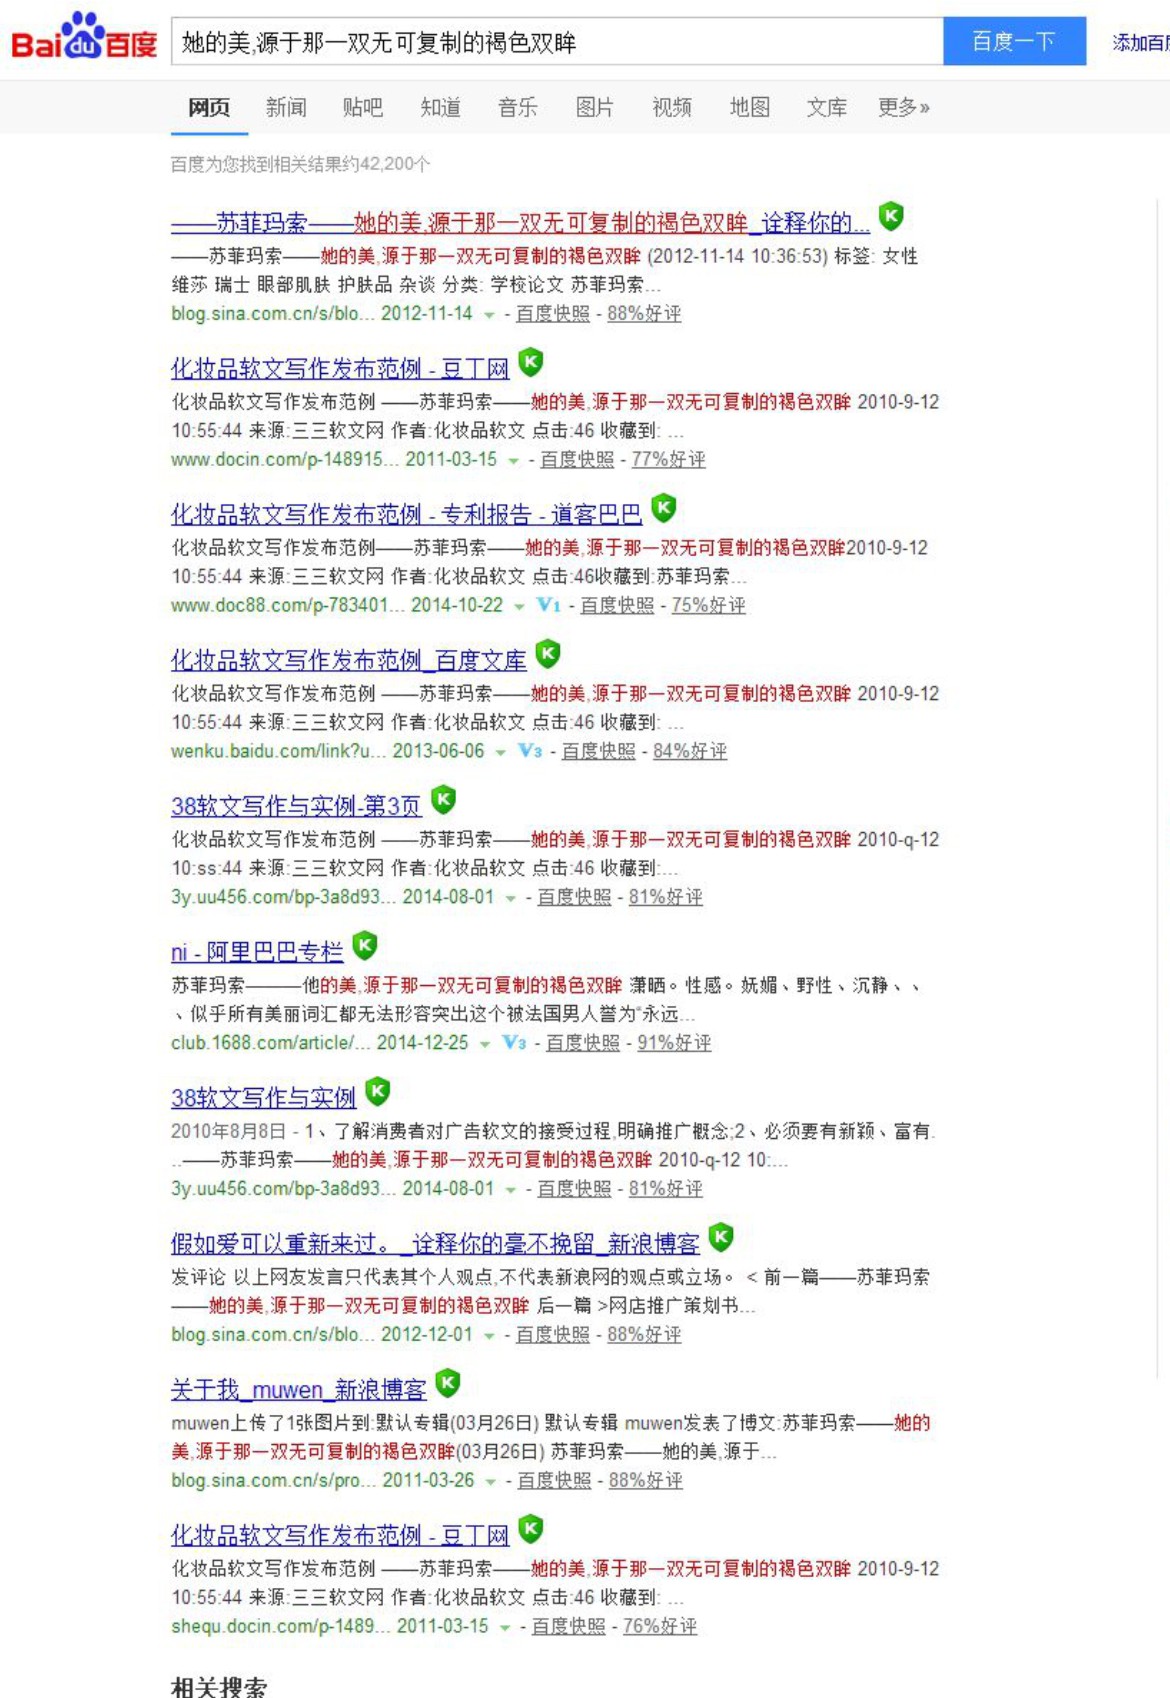 Bai du 百度
她的美,源于那一双无可复制的褐色双眸
百度一下
添加百度
网页 新闻 贴吧 知道 音乐 图片 视频 地图 文库 更多»
百度为您找到相关结果约42,200个
——苏菲玛索——她的美,源于那一双无可复制的褐色双眸_诠释你的...
——苏菲玛索——她的美,源于那一双无可复制的褐色双眸 (2012-11-14 10:36:53) 标签: 女性
维莎 瑞士 眼部肌肤 护肤品 杂谈 分类: 学校论文 苏菲玛索...
blog.sina.com.cn/s/blo... 2012-11-14 - 百度快照 - 88%好评
化妆品软文写作发布范例 - 豆丁网
化妆品软文写作发布范例 ——苏菲玛索——她的美,源于那一双无可复制的褐色双眸 2010-9-12
10:55:44 来源:三三软文网 作者:化妆品软文 点击:46 收藏到: ...
www.docin.com/p-148915... 2011-03-15 - 百度快照 - 77%好评
化妆品软文写作发布范例 - 专利报告 - 道客巴巴
化妆品软文写作发布范例——苏菲玛索——她的美,源于那一双无可复制的褐色双眸2010-9-12
10:55:44 来源:三三软文网 作者:化妆品软文 点击:46收藏到:苏菲玛索...
www.doc88.com/p-783401... 2014-10-22 V1 - 百度快照 - 75%好评
化妆品软文写作发布范例_百度文库
化妆品软文写作发布范例 ——苏菲玛索——她的美,源于那一双无可复制的褐色双眸 2010-9-12
10:55:44 来源:三三软文网 作者:化妆品软文 点击:46 收藏到: ...
wenku.baidu.com/link?u... 2013-06-06 V3 - 百度快照 - 84%好评
38软文写作与实例-第3页
化妆品软文写作发布范例 ——苏菲玛索——她的美,源于那一双无可复制的褐色双眸 2010-q-12
10:ss:44 来源:三三软文网 作者:化妆品软文 点击:46 收藏到:...
3y.uu456.com/bp-3a8d93... 2014-08-01 - 百度快照 - 81%好评
ni - 阿里巴巴专栏
苏菲玛索———他的美,源于那一双无可复制的褐色双眸 潇晒。性感。妩媚、野性、沉静、、
、似乎所有美丽词汇都无法形容突出这个被法国男人誉为“永远...
club.1688.com/article/... 2014-12-25 V3 - 百度快照 - 91%好评
38软文写作与实例
2010年8月8日 - 1、了解消费者对广告软文的接受过程,明确推广概念;2、必须要有新颖、富有.
..——苏菲玛索——她的美,源于那一双无可复制的褐色双眸 2010-q-12 10:...
3y.uu456.com/bp-3a8d93... 2014-08-01 - 百度快照 - 81%好评
假如爱可以重新来过。_诠释你的毫不挽留_新浪博客
发评论 以上网友发言只代表其个人观点,不代表新浪网的观点或立场。 < 前一篇——苏菲玛索
——她的美,源于那一双无可复制的褐色双眸 后一篇 >网店推广策划书...
blog.sina.com.cn/s/blo... 2012-12-01 - 百度快照 - 88%好评
关于我_muwen_新浪博客
muwen上传了1张图片到:默认专辑(03月26日) 默认专辑 muwen发表了博文:苏菲玛索——她的
美,源于那一双无可复制的褐色双眸(03月26日) 苏菲玛索——她的美,源于...
blog.sina.com.cn/s/pro... 2011-03-26 - 百度快照 - 88%好评
化妆品软文写作发布范例 - 豆丁网
化妆品软文写作发布范例 ——苏菲玛索——她的美,源于那一双无可复制的褐色双眸 2010-9-12
10:55:44 来源:三三软文网 作者:化妆品软文 点击:46 收藏到: ...
shequ.docin.com/p-1489... 2011-03-15 - 百度快照 - 76%好评
相关搜索